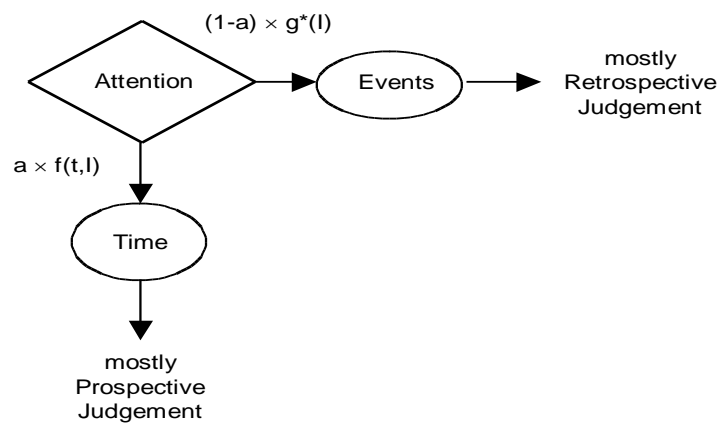 (1-a) × g*(I)
Attention
Events
mostly
Retrospective
Judgement
a × f(t,I)
Time
mostly
Prospective
Judgement